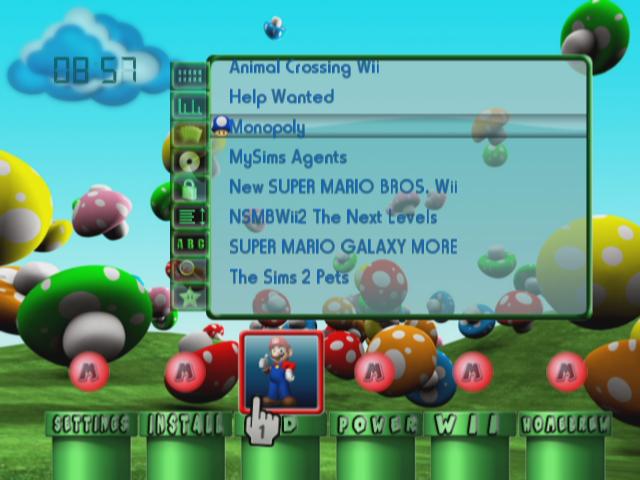 08:57
Animal Crossing Wii
Help Wanted
Monopoly
MySims Agents
New SUPER MARIO BROS. Wii
NSMBWii2 The Next Levels
SUPER MARIO GALAXY MORE
The Sims 2 Pets
ABC
M M M M M
SETTINGS INSTALL D POWER WII HOMEBREW
1